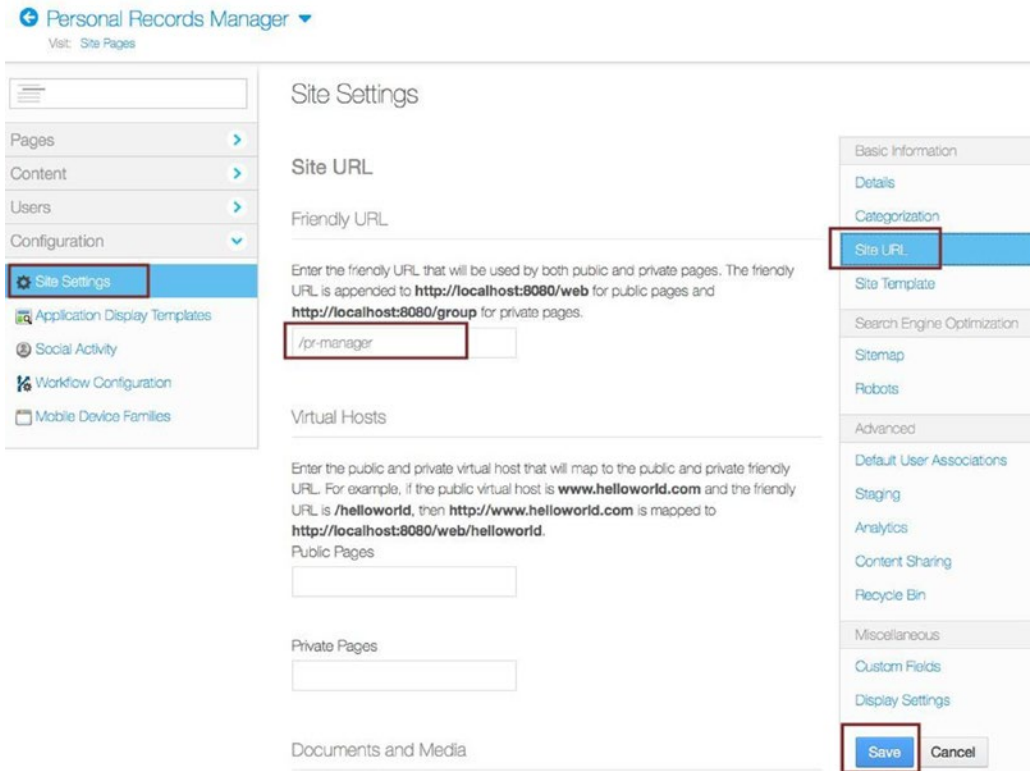 Personal Records Manager
Visit: Site Pages
Pages
Content
Users
Configuration
Site Settings
Application Display Templates
Social Activity
Workflow Configuration
Mobile Device Families
Site Settings
Site URL
Friendly URL
Enter the friendly URL that will be used by both public and private pages. The friendly
URL is appended to http://localhost:8080/web for public pages and
http://localhost:8080/group for private pages.
/pr-manager
Virtual Hosts
Enter the public and private virtual host that will map to the public and private friendly
URL. For example, if the public virtual host is www.helloworld.com and the friendly
URL is /helloworld, then http://www.helloworld.com is mapped to
http://localhost:8080/web/helloworld.
Public Pages
Private Pages
Documents and Media
Basic Information
Details
Categorization
Site URL
Site Template
Search Engine Optimization
Sitemap
Robots
Advanced
Default User Associations
Staging
Analytics
Content Sharing
Recycle Bin
Miscellaneous
Custom Fields
Display Settings
Save Cancel